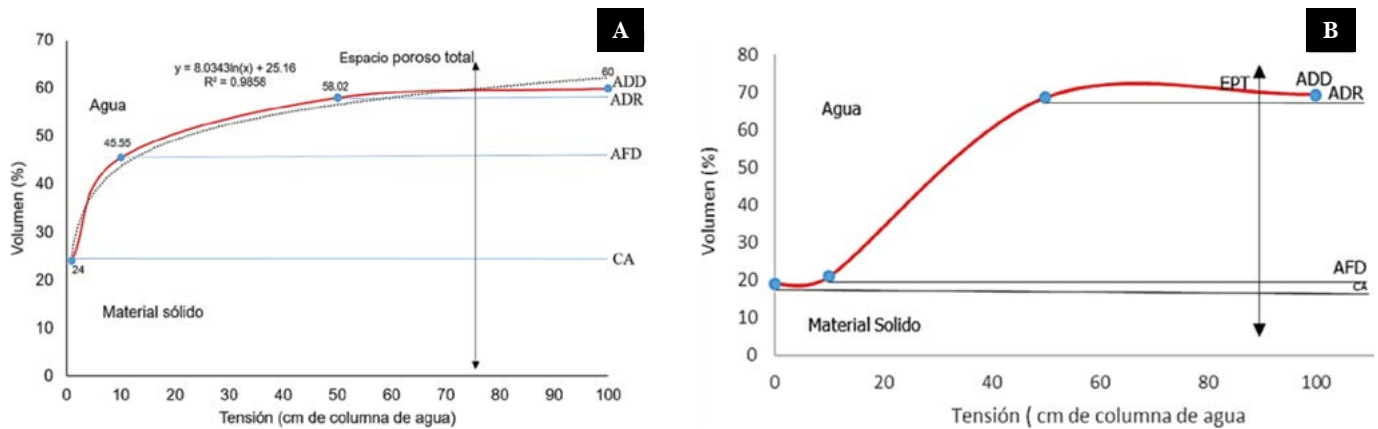 A
70
60
50
40
30
20
10
0
Volumen (%)
y = 8.0343ln(x) + 25.16
R² = 0.9858
Espacio poroso total
Agua
24
45.55
58.02
60
ADD
ADR
AFD
CA
Material sólido
0 10 20 30 40 50 60 70 80 90 100
Tensión (cm de columna de agua)
B
80
70
60
50
40
30
20
10
0
Volumen (%)
Agua
EPT
ADD
ADR
AFD
CA
Material Solido
0 20 40 60 80 100
Tensión ( cm de columna de agua